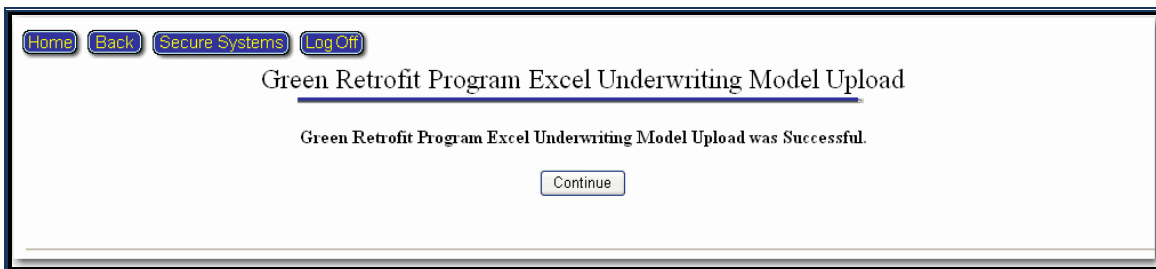 Home Back Secure Systems Log Off
Green Retrofit Program Excel Underwriting Model Upload
Green Retrofit Program Excel Underwriting Model Upload was Successful.
Continue